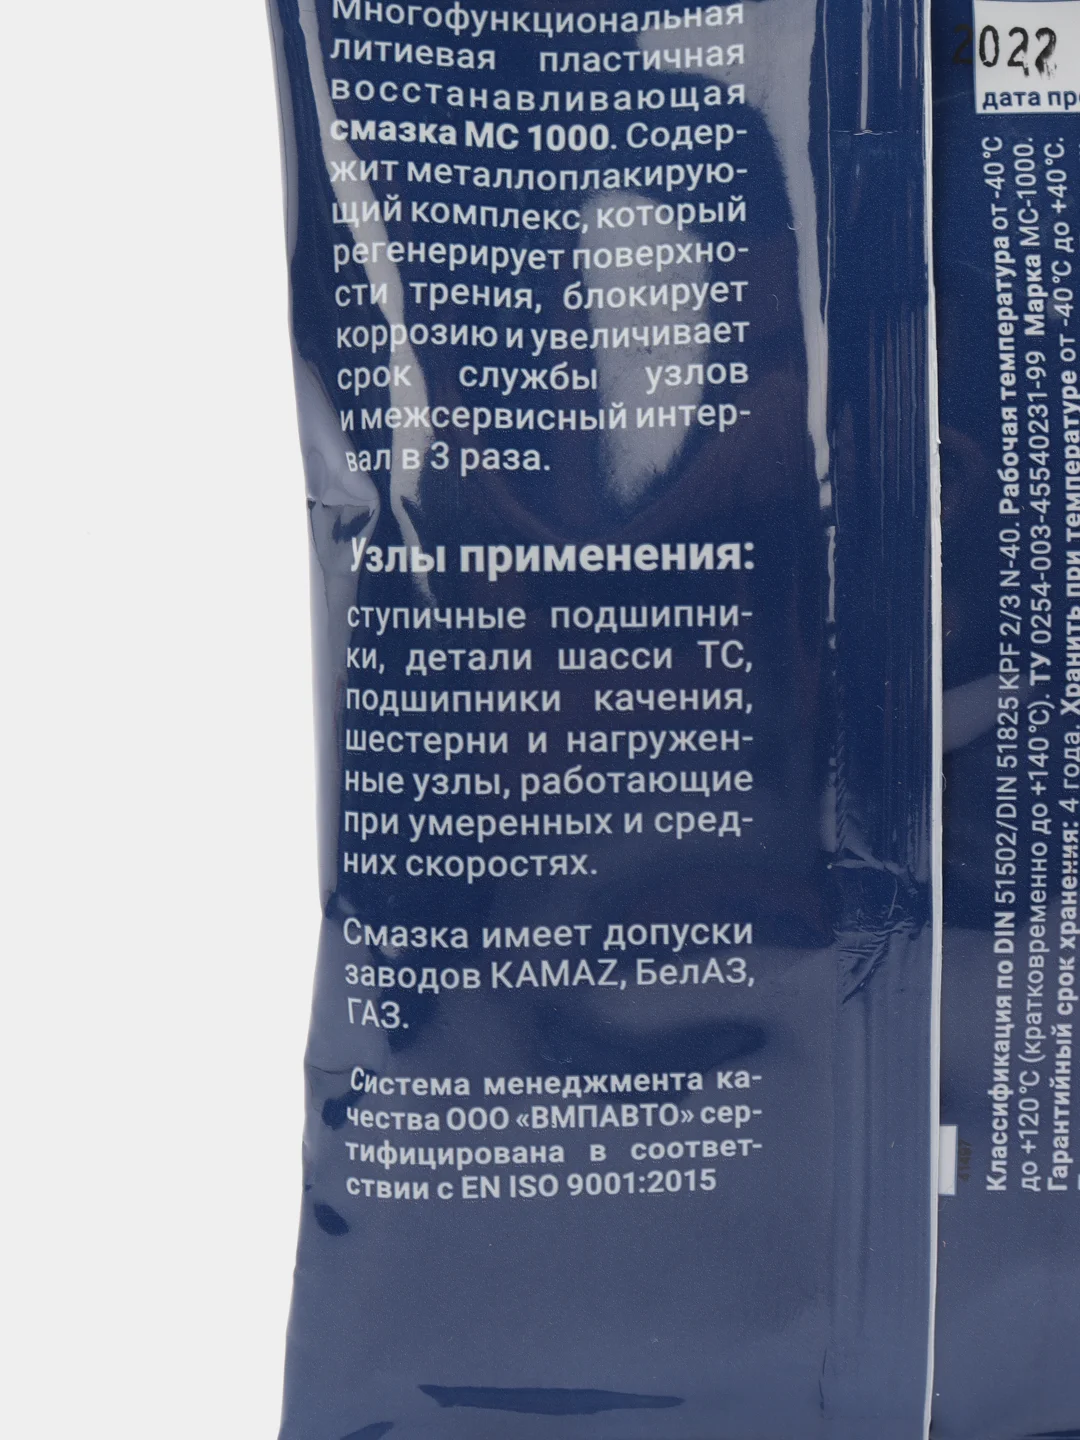 Многофункциональная
литиевая пластичная
восстанавливающая
смазка МС 1000. Содер-
жит металлоплакирую-
щий комплекс, который
регенерирует поверхно-
сти трения, блокирует
коррозию и увеличивает
срок службы узлов
и межсервисный интер-
вал в 3 раза.
Узлы применения:
ступичные подшипни-
ки, детали шасси ТС,
подшипники качения,
шестерни и нагружен-
ные узлы, работающие
при умеренных и сред-
них скоростях.
Смазка имеет допуски
заводов KAMAZ, БелАЗ,
ГАЗ.
Система менеджмента ка-
чества ООО «ВМПАВТО» сер-
тифицирована в соответ-
ствии с EN ISO 9001:2015
2022
дата
Классификация по DIN 51502/DIN 51825 KPF 2/3 N-40. Рабочая температура от -40°C
до +120°C (кратковременно до +140°C). ТУ 0254-003-45540231-99 Марка МС-1000.
Гарантийный срок хранения: 4 года. Хранить при температуре от -40°C до +40°C.